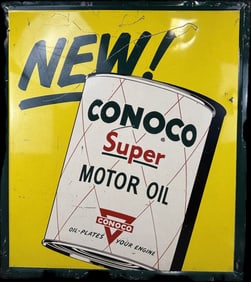 NEW!
CONOCO
Super
MOTOR OIL
CONOCO
OIL-PLATES YOUR ENGINE